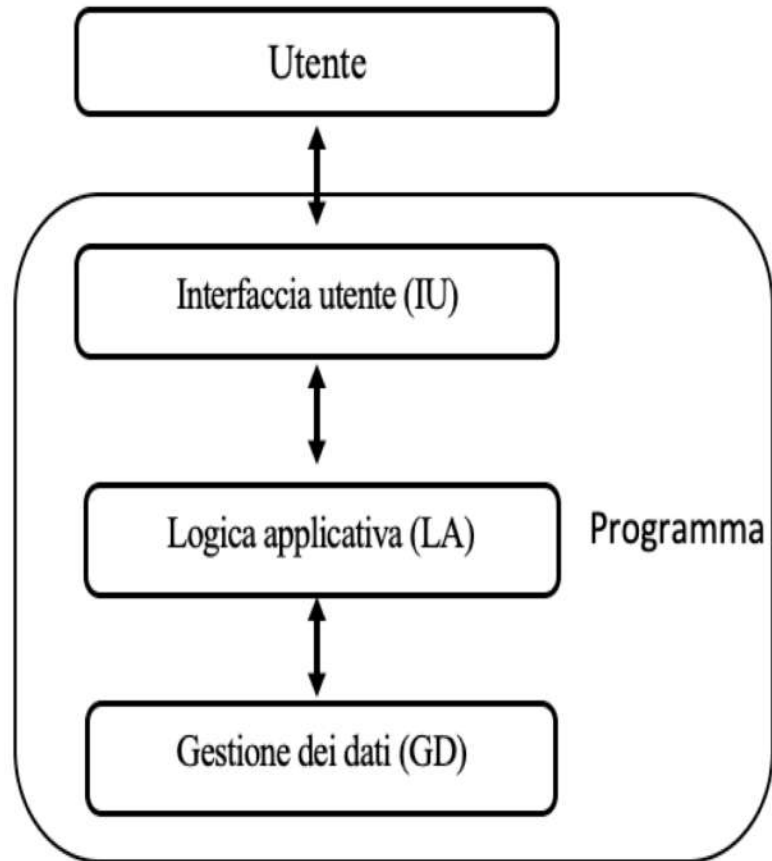 Utente
Interfaccia utente (IU)
Logica applicativa (LA)
Programma
Gestione dei dati (GD)